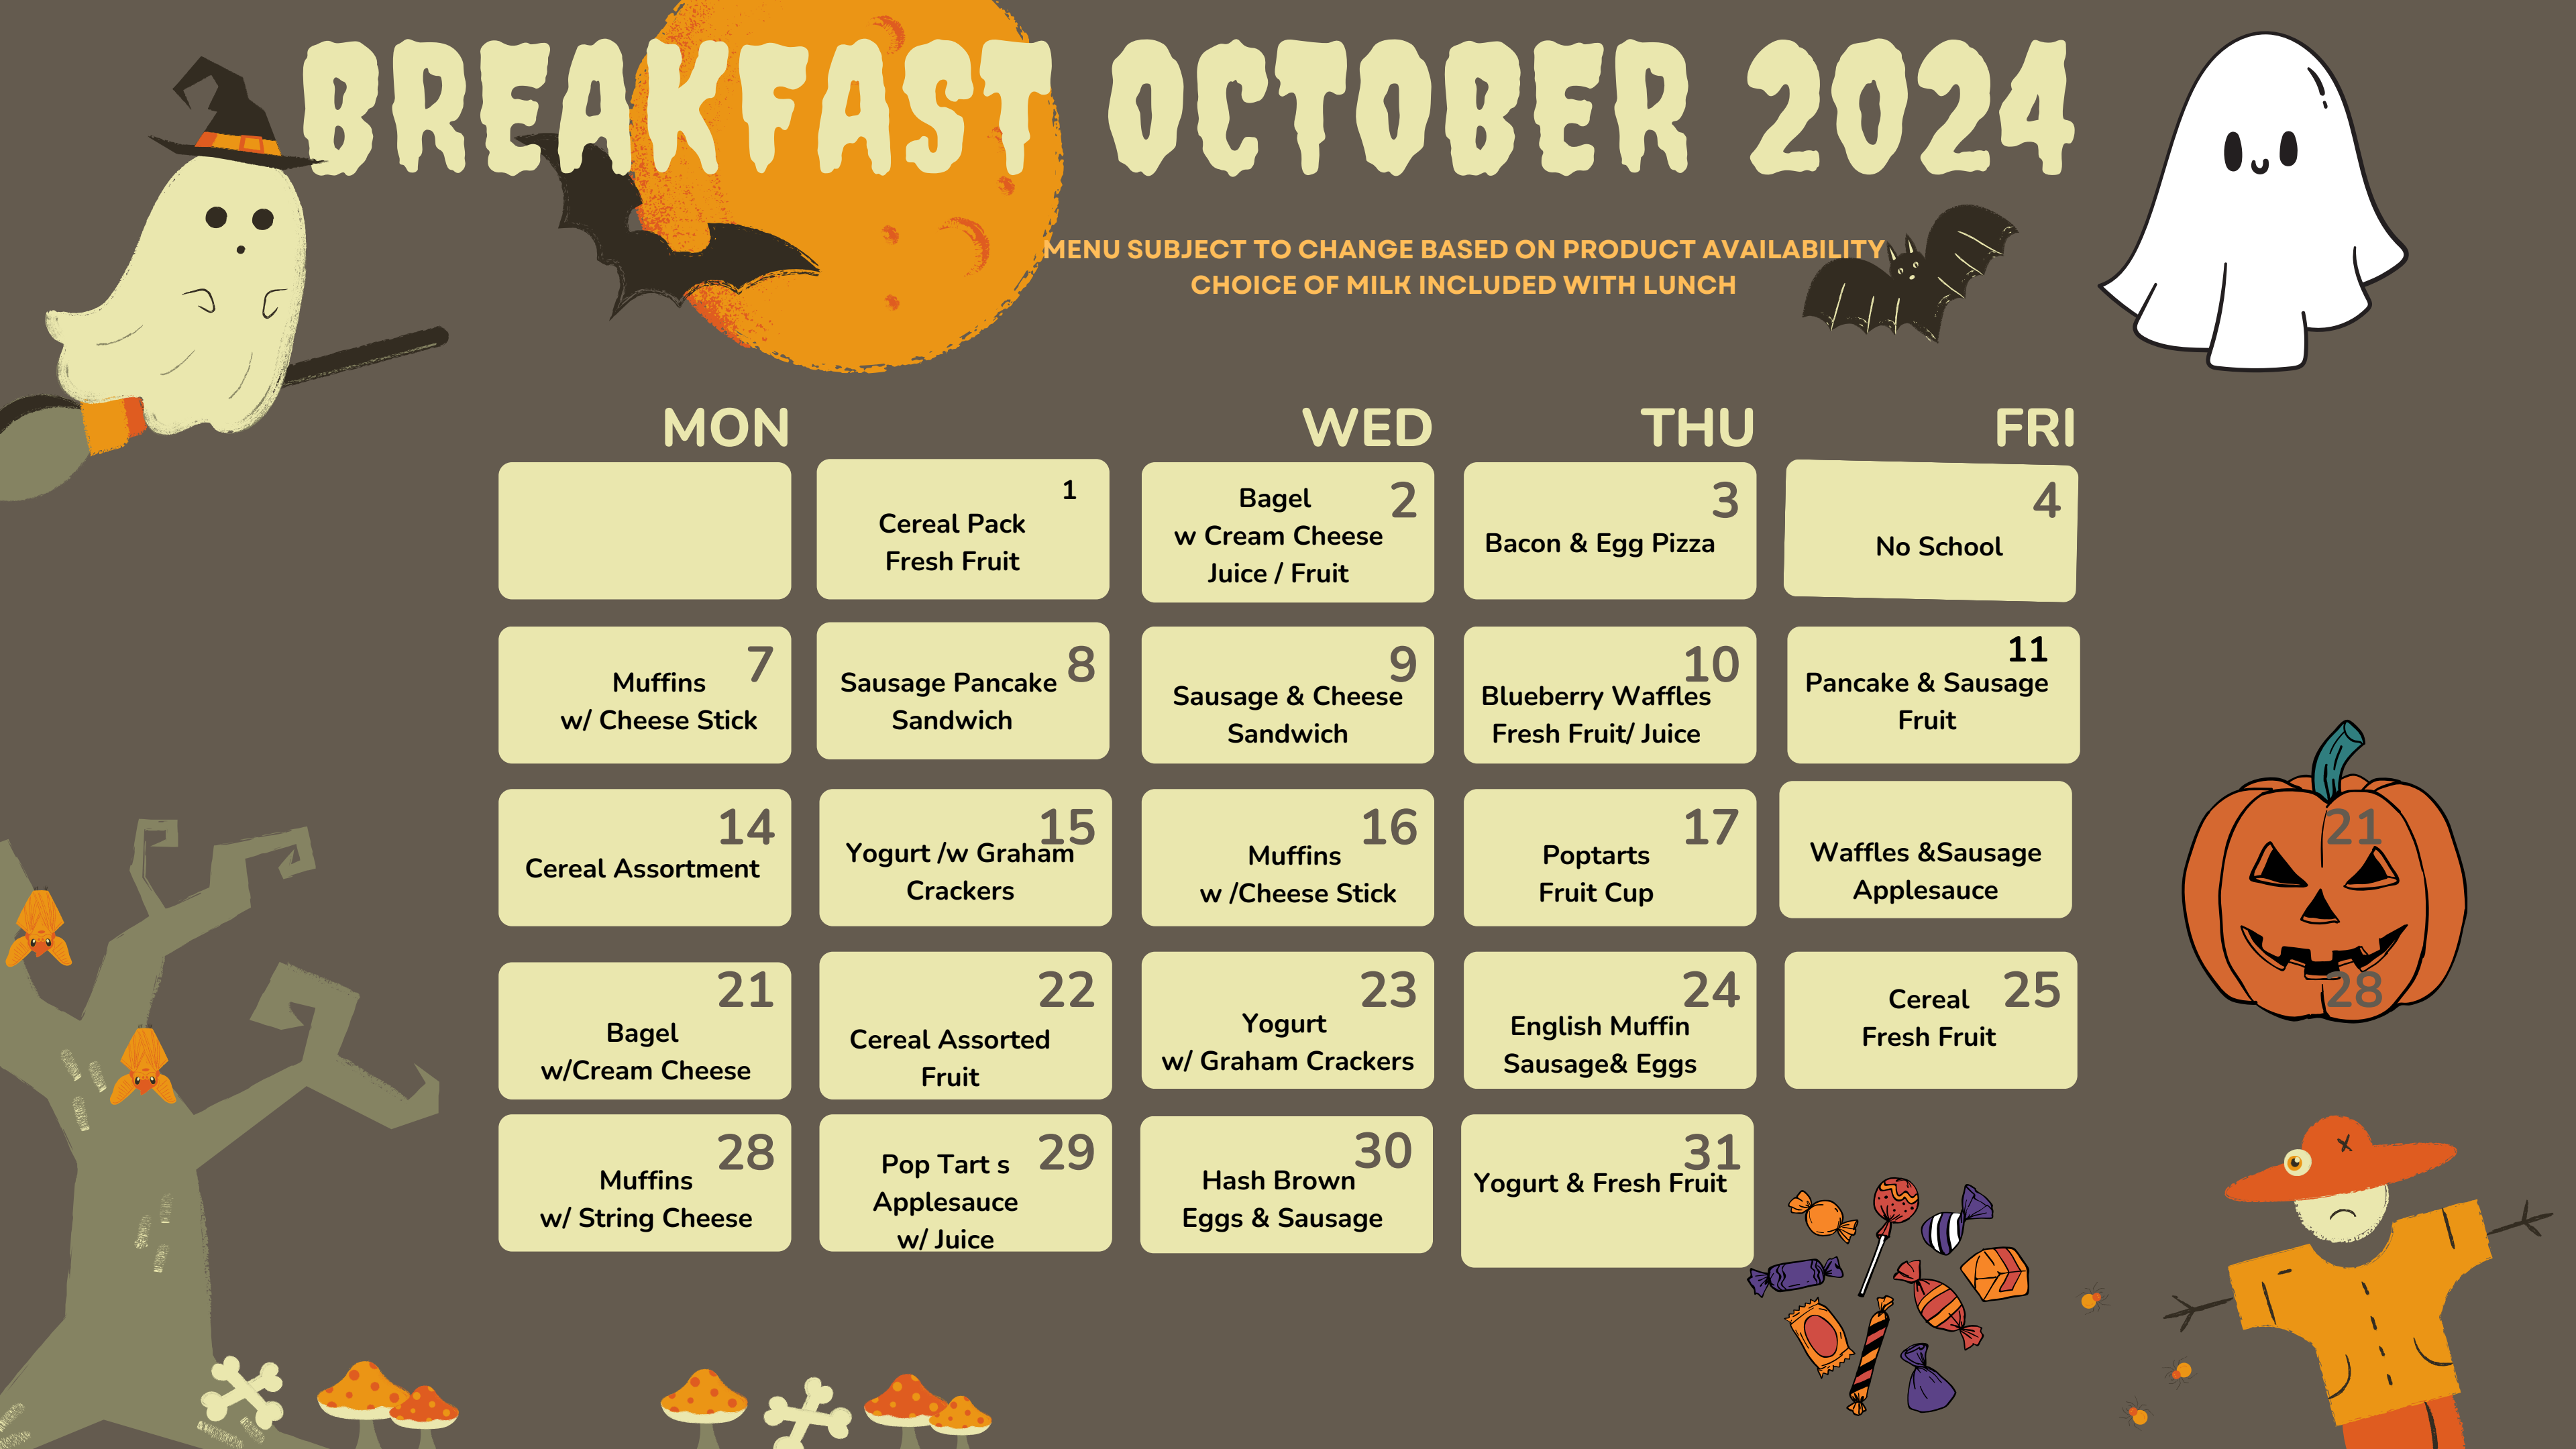 BREAKFAST OCTOBER 2024
MENU SUBJECT TO CHANGE BASED ON PRODUCT AVAILABILITY
CHOICE OF MILK INCLUDED WITH LUNCH
MON
WED
THU
FRI
1
Cereal Pack
Fresh Fruit
2
Bagel
w Cream Cheese
Juice / Fruit
3
Bacon & Egg Pizza
4
No School
7
Muffins
w/ Cheese Stick
8
Sausage Pancake
Sandwich
9
Sausage & Cheese
Sandwich
10
Blueberry Waffles
Fresh Fruit/ Juice
11
Pancake & Sausage
Fruit
14
Cereal Assortment
15
Yogurt /w Graham
Crackers
16
Muffins
w /Cheese Stick
17
Poptarts
Fruit Cup
Waffles &Sausage
Applesauce
21
21
Bagel
w/Cream Cheese
22
Cereal Assorted
Fruit
23
Yogurt
w/ Graham Crackers
24
English Muffin
Sausage& Eggs
25
Cereal
Fresh Fruit
28
28
Muffins
w/ String Cheese
29
Pop Tart s
Applesauce
w/ Juice
30
Hash Brown
Eggs & Sausage
31
Yogurt & Fresh Fruit